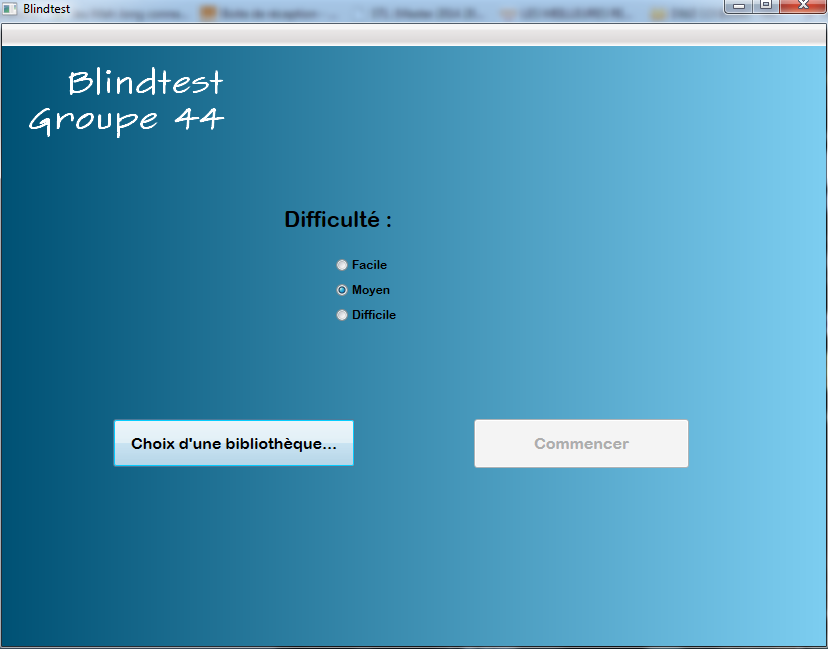 Blindtest
Blindtest
Groupe 44
Difficulté :
Facile
Moyen
Difficile
Choix d'une bibliothèque...
Commencer